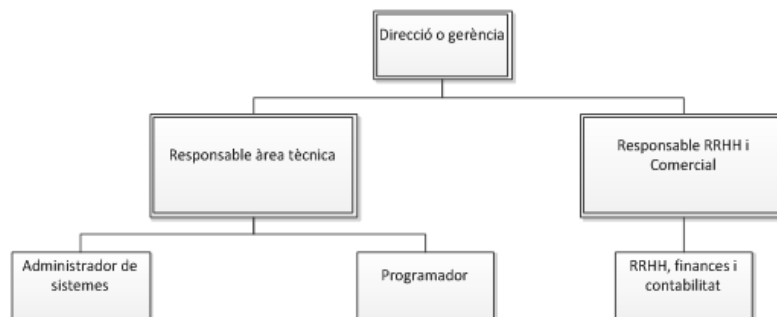 Direcció o gerència
Responsable àrea tècnica
Responsable RRHH i
Comercial
Administrador de
sistemes
Programador
RRHH, finances i
contabilitat